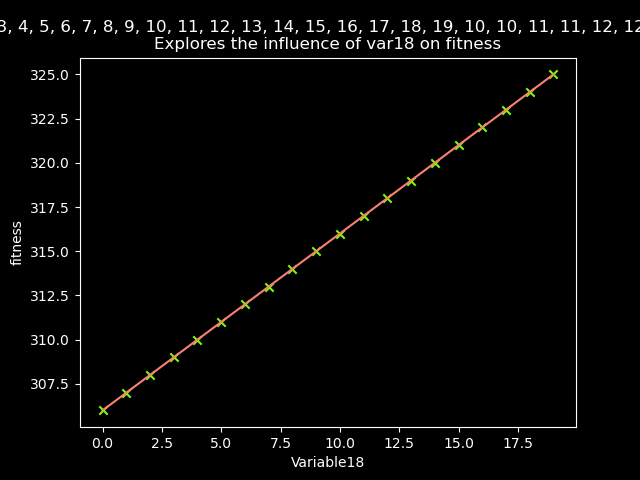 3, 4, 5, 6, 7, 8, 9, 10, 11, 12, 13, 14, 15, 16, 17, 18, 19, 10, 10, 11, 11, 12, 12
Explores the influence of var18 on fitness
325.0
322.5
320.0
317.5
315.0
312.5
310.0
307.5
fitness
0.0 2.5 5.0 7.5 10.0 12.5 15.0 17.5
Variable18